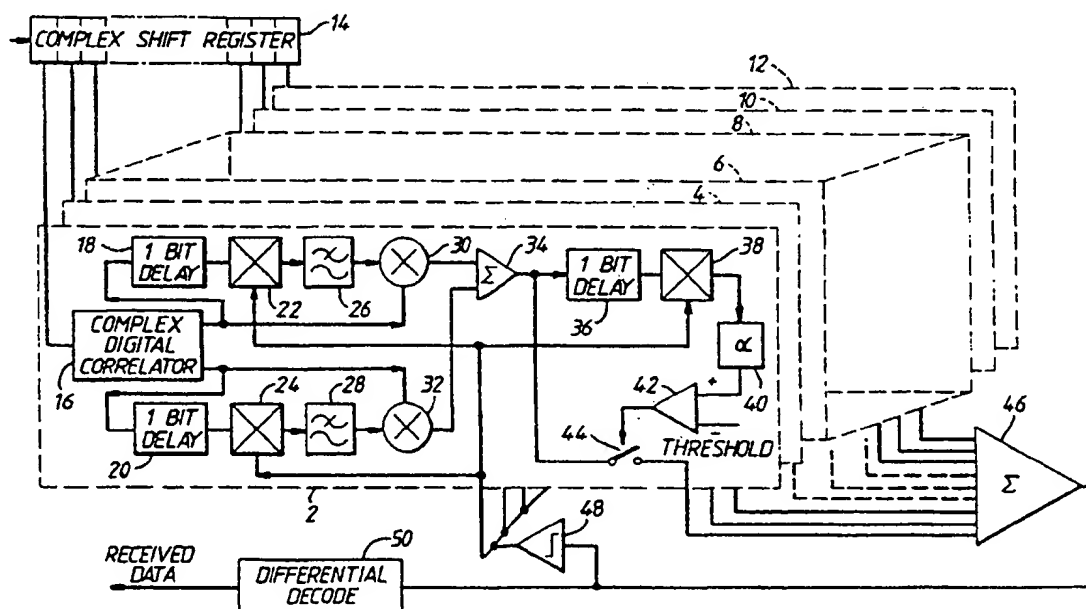 COMPLEX SHIFT REGISTER
14
12
10
8
6
4
18
1 BIT
DELAY
22
26
30
34
1 BIT
DELAY
36
38
Σ
COMPLEX
DIGITAL
CORRELATOR
16
α
40
24
28
32
42
+
-
1 BIT
DELAY
20
44
THRESHOLD
46
Σ
2
48
50
RECEIVED
DATA
DIFFERENTIAL
DECODE